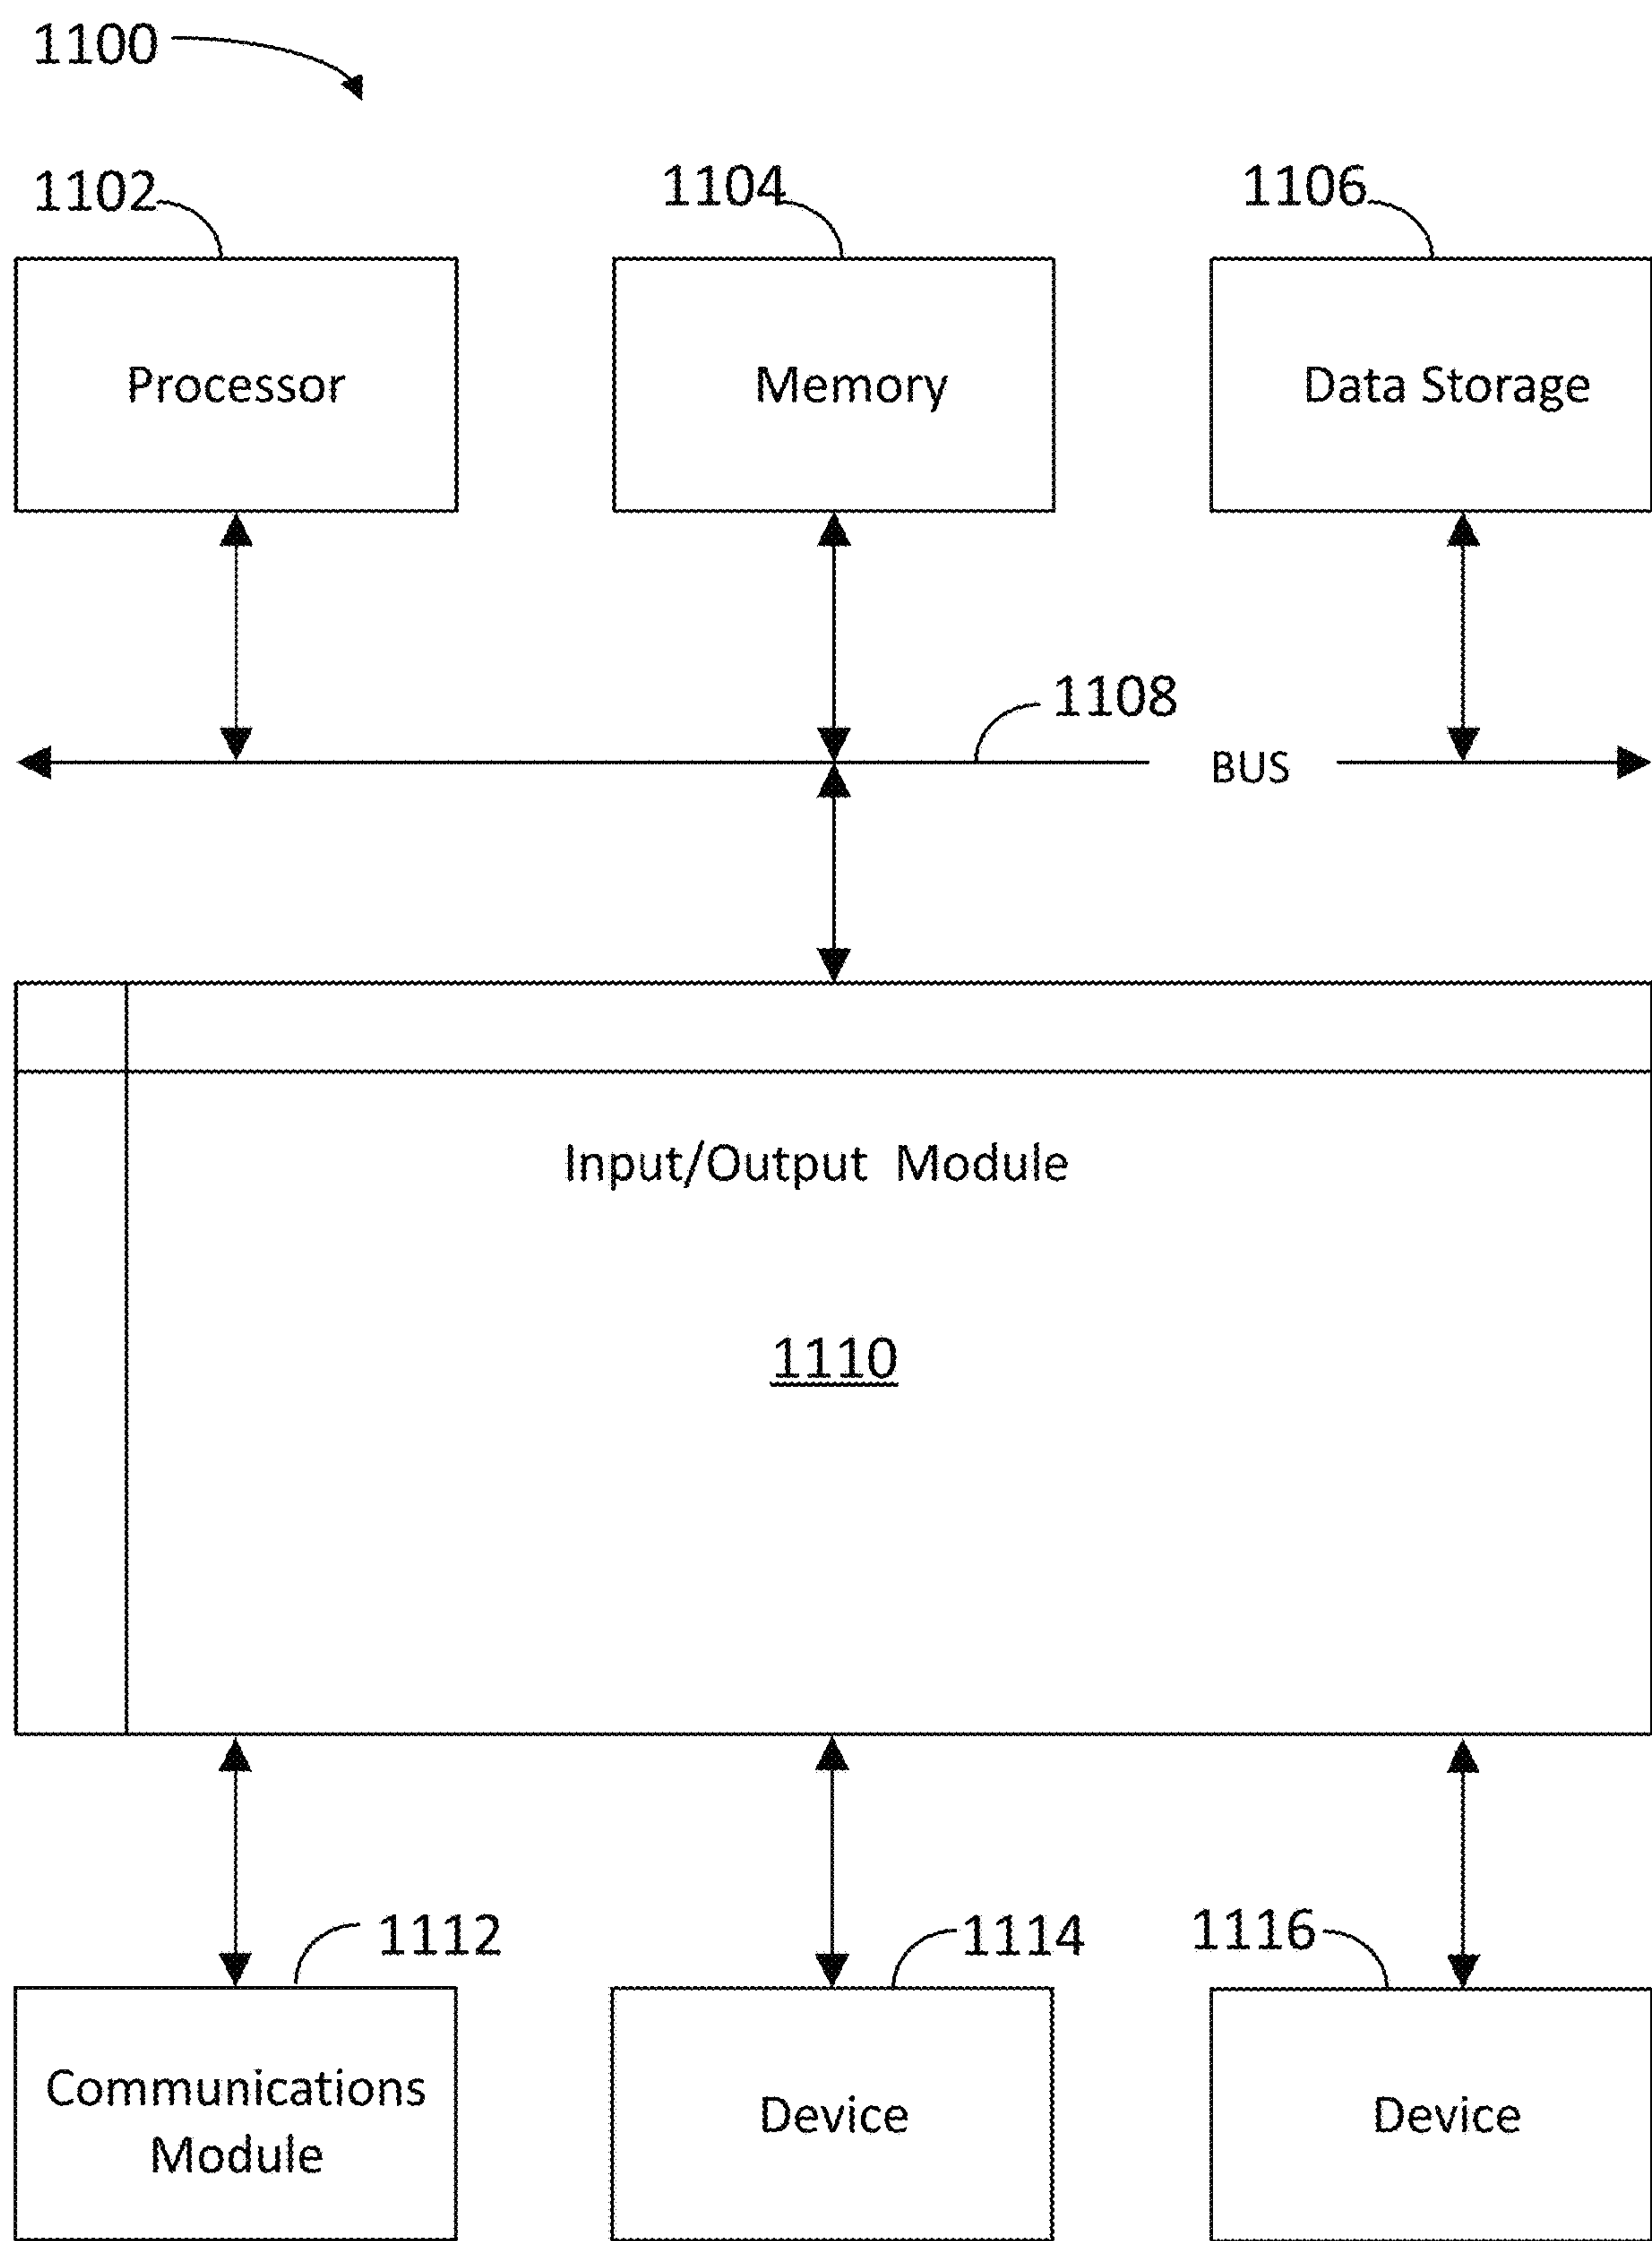 1100
1102
1104
1106
Processor
Memory
Data Storage
1108
BUS
Input/Output Module
1110
1112
1114
1116
Communications
Module
Device
Device